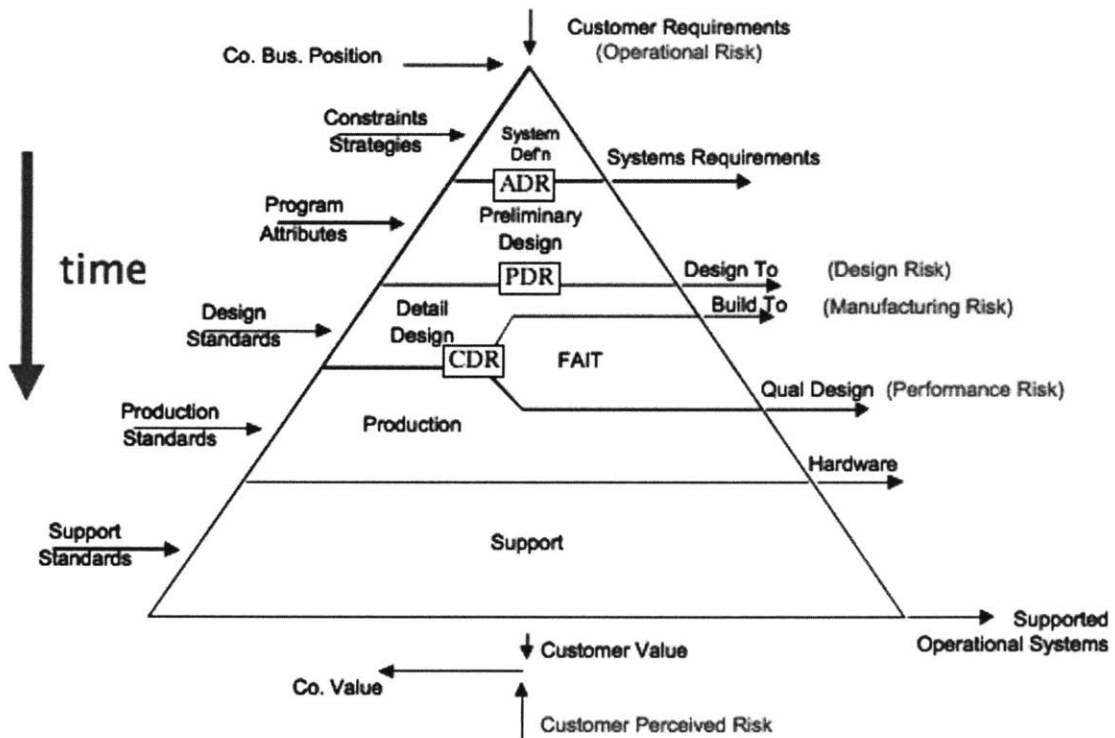 Customer Requirements
(Operational Risk)
Co. Bus. Position
Constraints
Strategies
System
Def'n
ADR
Systems Requirements
Program
Attributes
Preliminary
Design
time
PDR
Design To (Design Risk)
Build To (Manufacturing Risk)
Design
Standards
Detail
Design
CDR
FAIT
Qual Design (Performance Risk)
Production
Standards
Production
Hardware
Support
Standards
Support
Supported
Operational Systems
Customer Value
Co. Value
Customer Perceived Risk